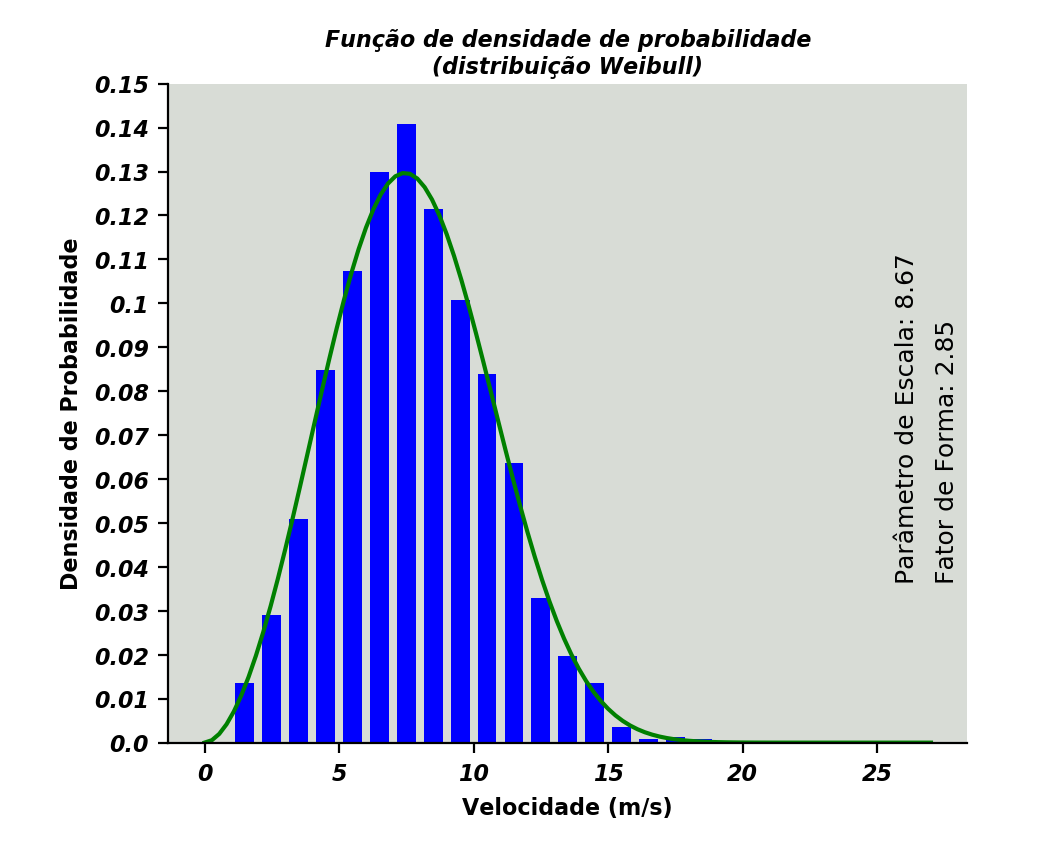 Função de densidade de probabilidade
(distribuição Weibull)
Densidade de Probabilidade
0.15
0.14
0.13
0.12
0.11
0.1
0.09
0.08
0.07
0.06
0.05
0.04
0.03
0.02
0.01
0.0
Parâmetro de Escala: 8.67
Fator de Forma: 2.85
0 5 10 15 20 25
Velocidade (m/s)